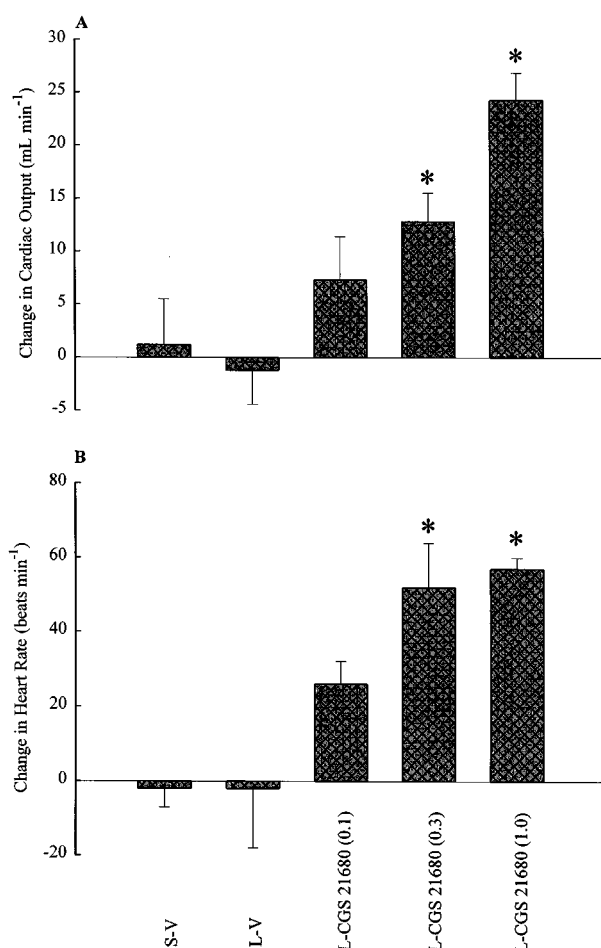 A
Change in Cardiac Output (mL min⁻¹)
30
25
20
15
10
5
0
-5
*
*
B
Change in Heart Rate (beats min⁻¹)
80
60
40
20
0
-20
*
*
S-V
L-V
L-CGS 21680 (0.1)
L-CGS 21680 (0.3)
L-CGS 21680 (1.0)